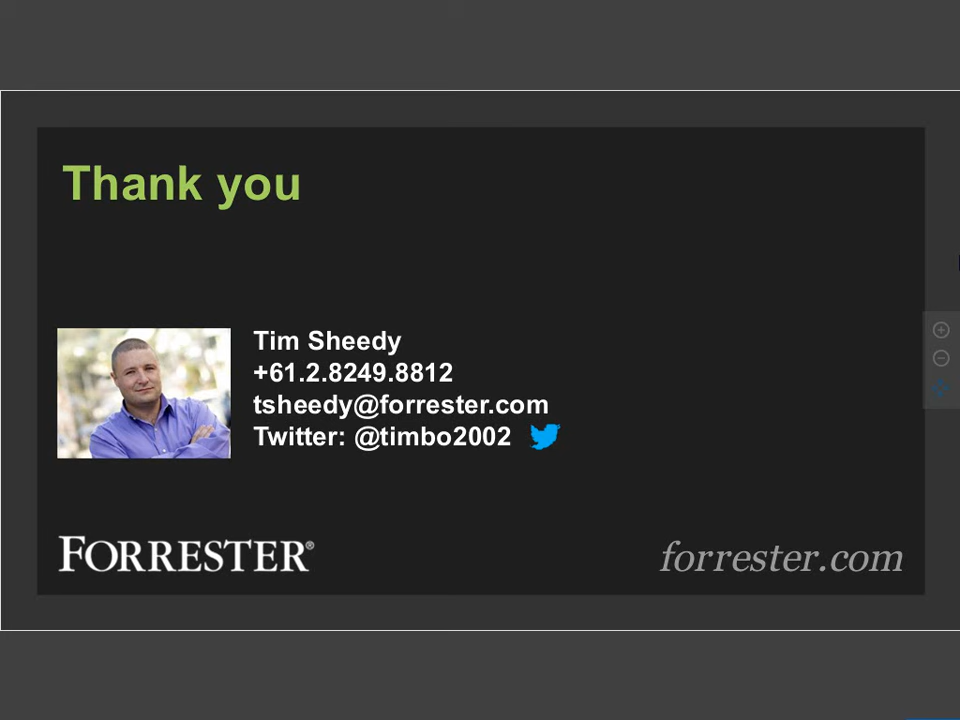 Thank you
Tim Sheedy
+61.2.8249.8812
tsheedy@forrester.com
Twitter: @timbo2002
FORRESTER®
forrester.com